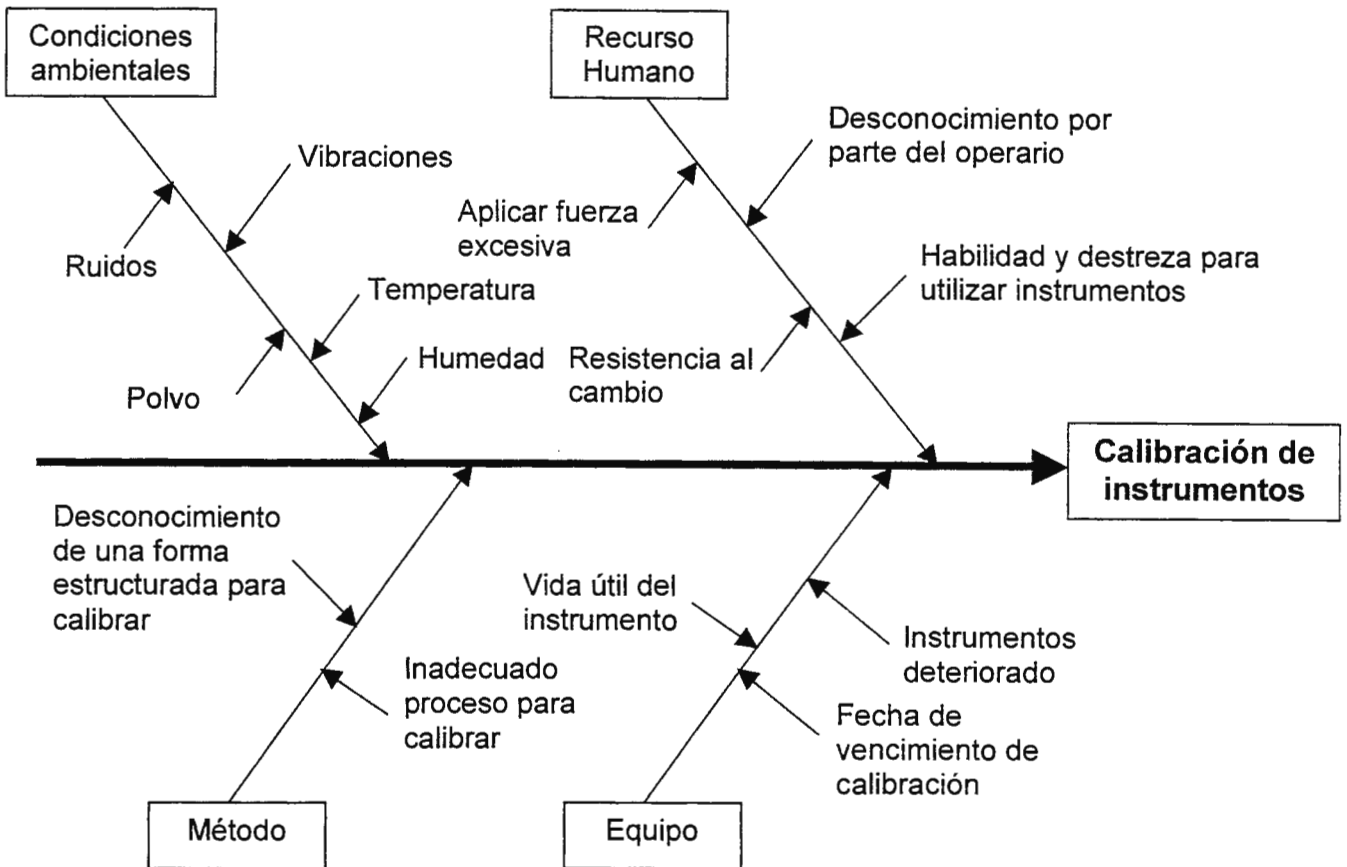 Condiciones
ambientales
Recurso
Humano
Vibraciones
Ruidos
Temperatura
Polvo
Humedad
Desconocimiento por
parte del operario
Aplicar fuerza
excesiva
Habilidad y destreza para
utilizar instrumentos
Resistencia al
cambio
Calibración de
instrumentos
Desconocimiento
de una forma
estructurada para
calibrar
Inadecuado
proceso para
calibrar
Vida útil del
instrumento
Instrumentos
deteriorado
Fecha de
vencimiento de
calibración
Método
Equipo